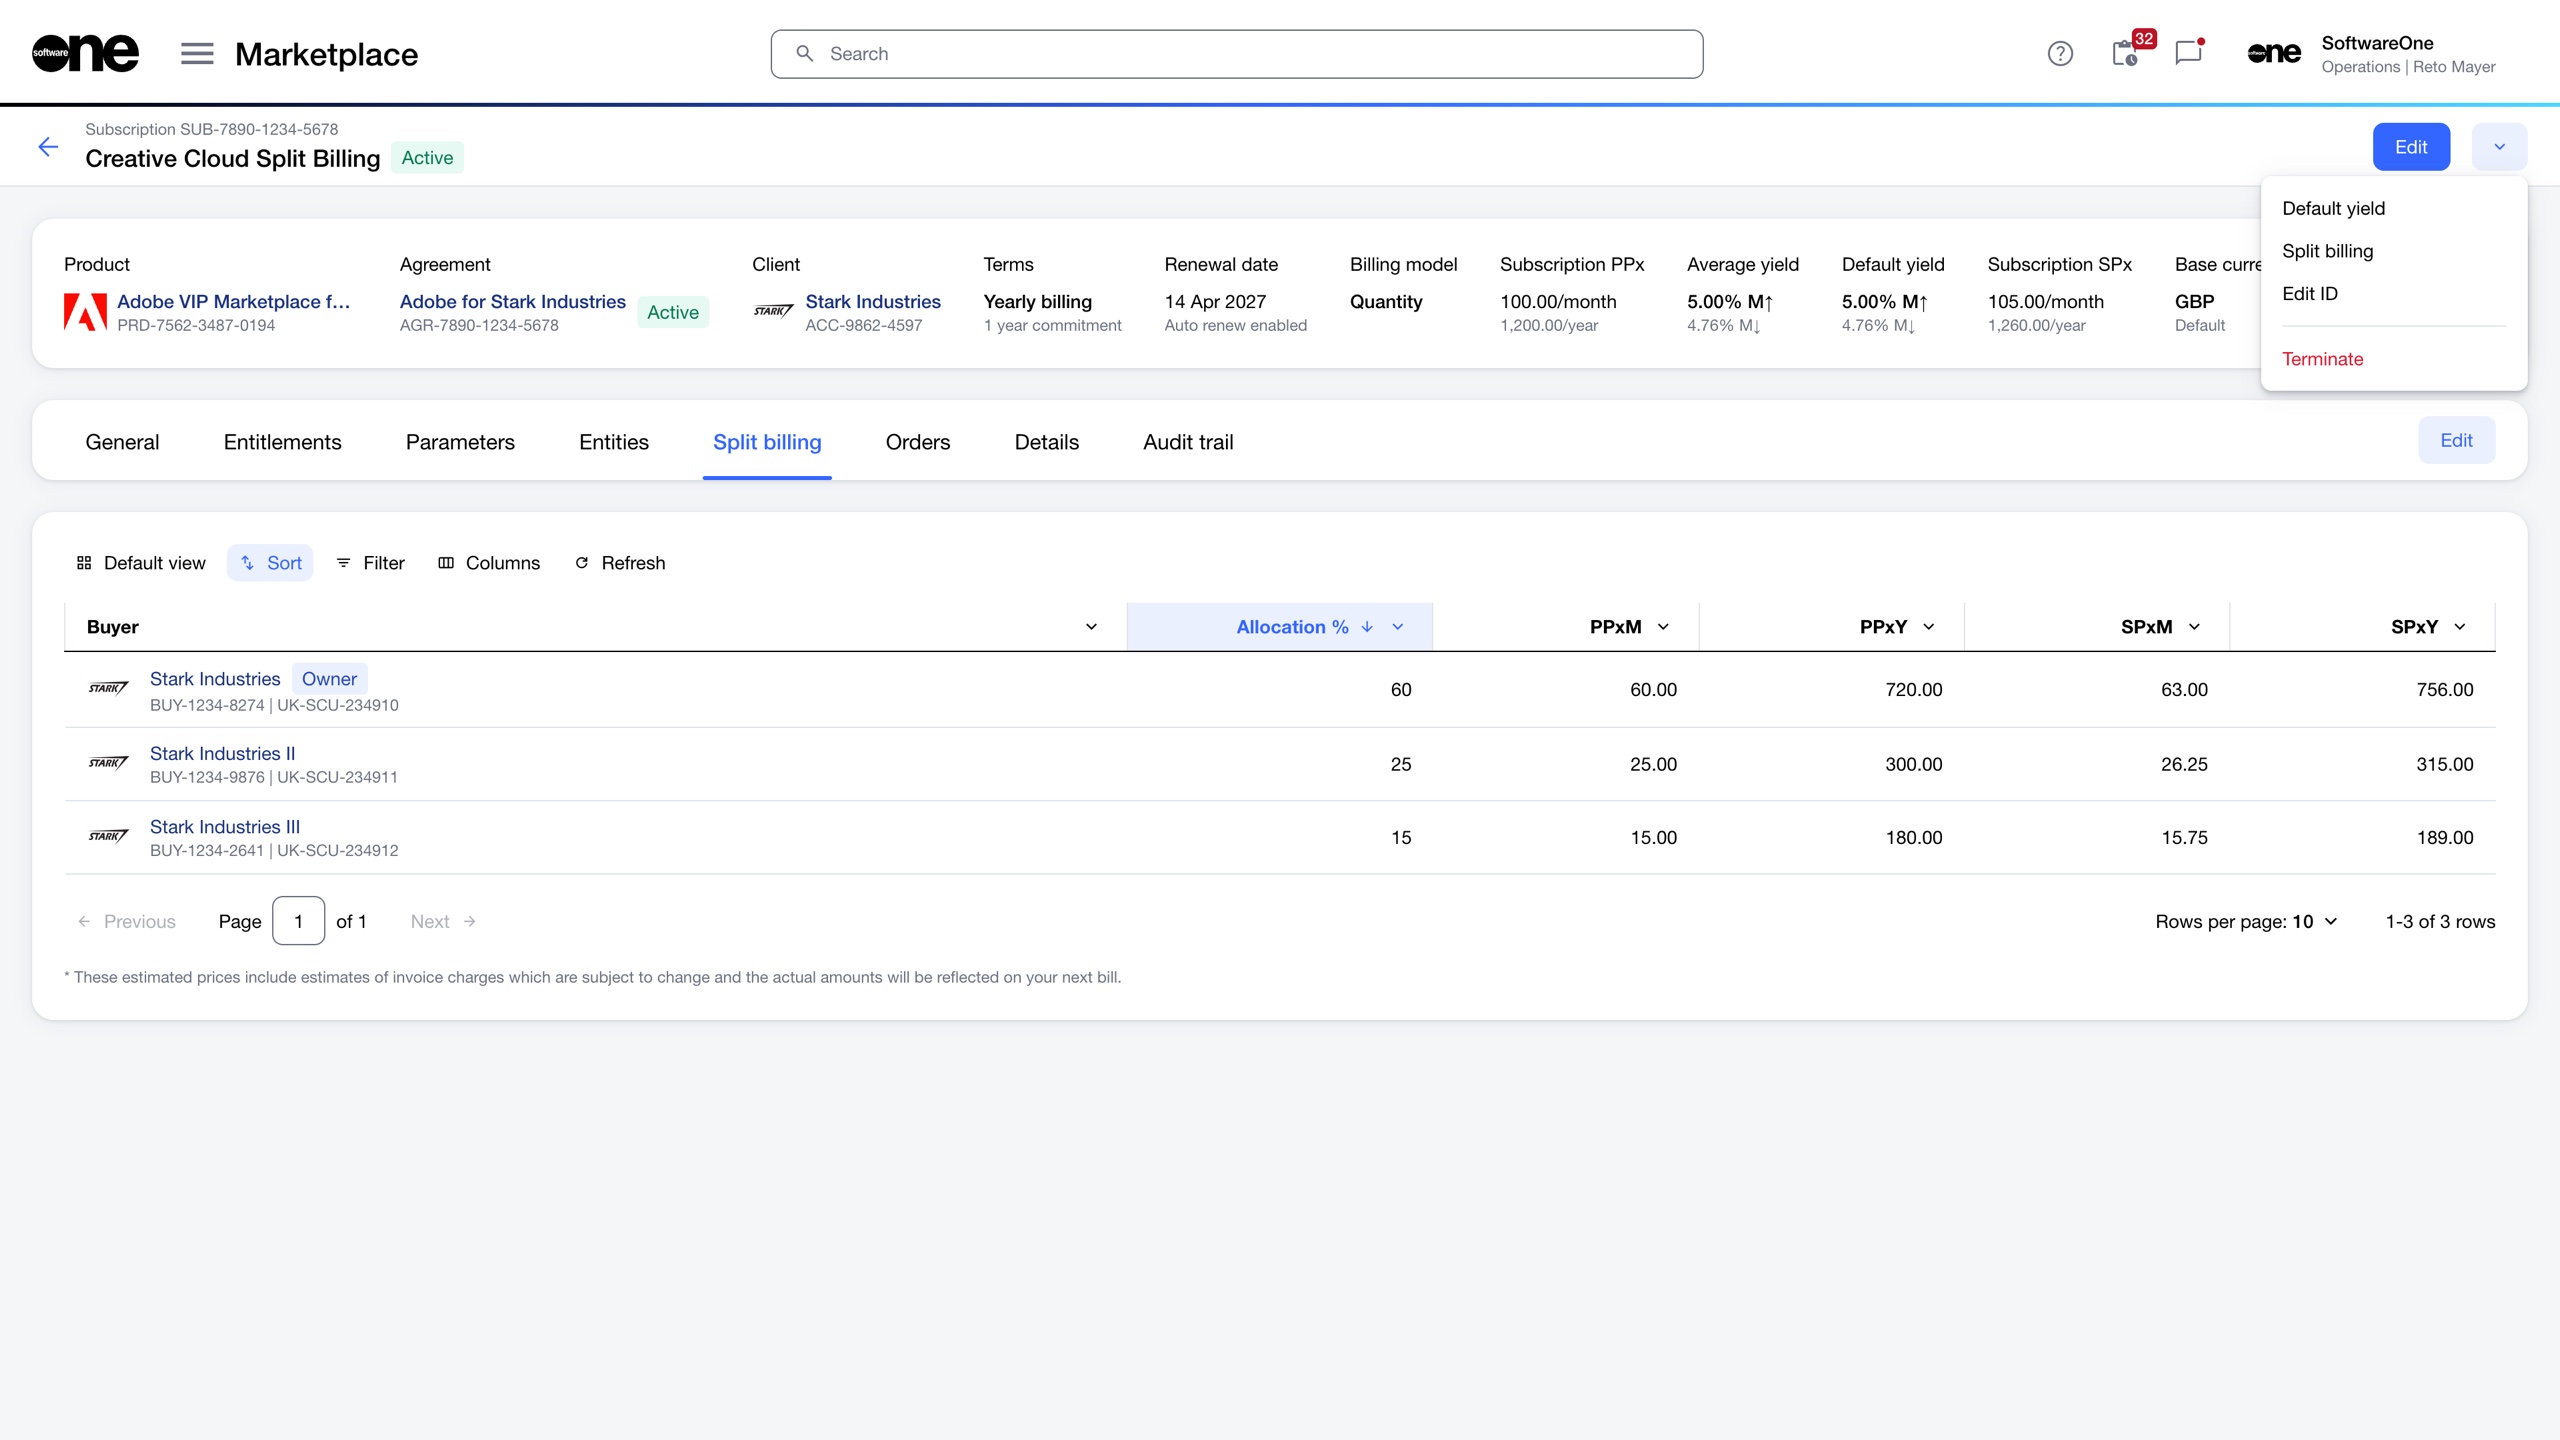 software one
Marketplace
Search
32
software one
SoftwareOne
Operations | Reto Mayer
Subscription SUB-7890-1234-5678
Creative Cloud Split Billing
Active
Edit
Default yield
Split billing
Edit ID
Terminate
Product
Adobe VIP Marketplace f...
PRD-7562-3487-0194
Agreement
Adobe for Stark Industries
AGR-7890-1234-5678
Active
Client
STARK
Stark Industries
ACC-9862-4597
Terms
Yearly billing
1 year commitment
Renewal date
14 Apr 2027
Auto renew enabled
Billing model
Quantity
Subscription PPx
100.00/month
1,200.00/year
Average yield
5.00% M↑
4.76% M↓
Default yield
5.00% M↑
4.76% M↓
Subscription SPx
105.00/month
1,260.00/year
Base curre
GBP
Default
General Entitlements Parameters Entities Split billing Orders Details Audit trail Edit
Default view Sort Filter Columns Refresh
Buyer Allocation % ↓ PPxM PPxY SPxM SPxY
STARK Stark Industries Owner 60 60.00 720.00 63.00 756.00
BUY-1234-8274 | UK-SCU-234910
STARK Stark Industries II 25 25.00 300.00 26.25 315.00
BUY-1234-9876 | UK-SCU-234911
STARK Stark Industries III 15 15.00 180.00 15.75 189.00
BUY-1234-2641 | UK-SCU-234912
← Previous Page 1 of 1 Next → Rows per page: 10 1-3 of 3 rows
* These estimated prices include estimates of invoice charges which are subject to change and the actual amounts will be reflected on your next bill.